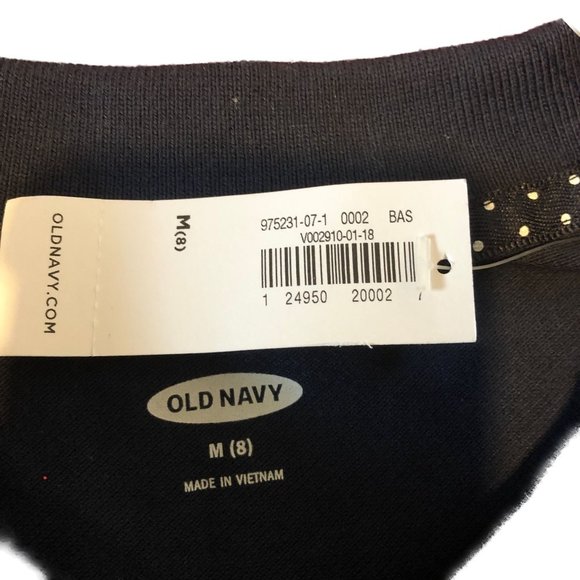 OLDNAVY.COM
M(8)
975231-07-1 0002 BAS
V002910-01-18
1 24950 20002
OLD NAVY
M (8)
MADE IN VIETNAM